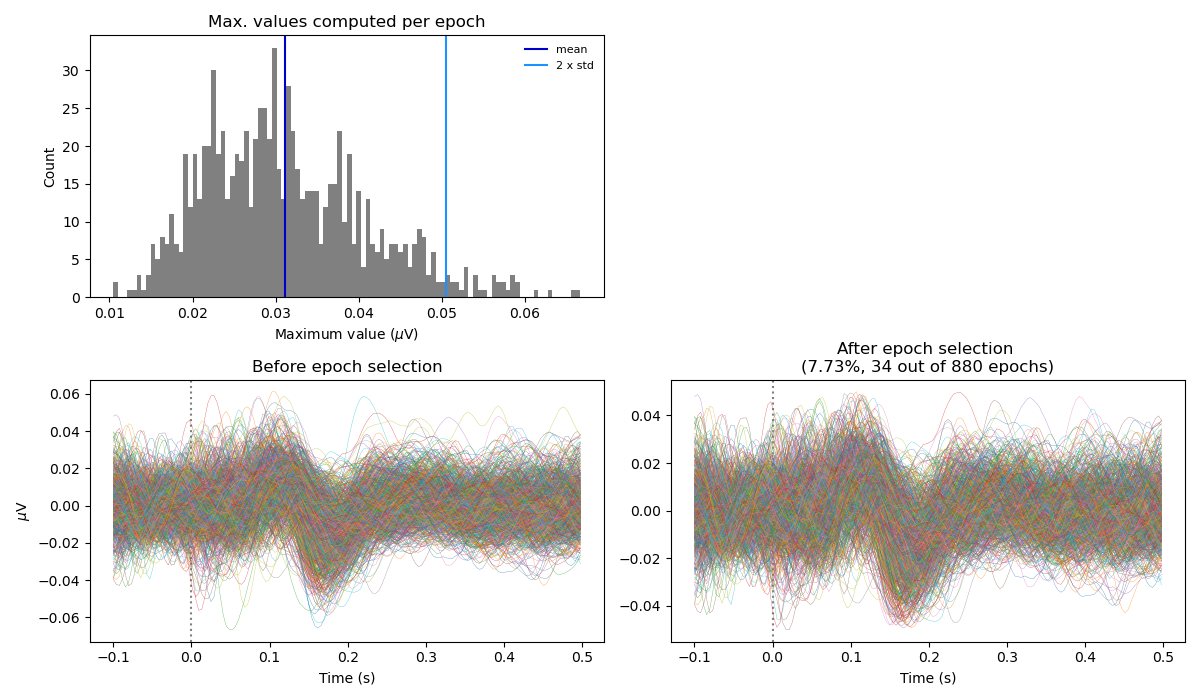 Max. values computed per epoch
mean
2 x std
30
25
20
15
10
5
0
Count
0.01 0.02 0.03 0.04 0.05 0.06
Maximum value (μV)
Before epoch selection
0.06
0.04
0.02
0.00
−0.02
−0.04
−0.06
μV
−0.1 0.0 0.1 0.2 0.3 0.4 0.5
Time (s)
After epoch selection
(7.73%, 34 out of 880 epochs)
0.04
0.02
0.00
−0.02
−0.04
−0.1 0.0 0.1 0.2 0.3 0.4 0.5
Time (s)